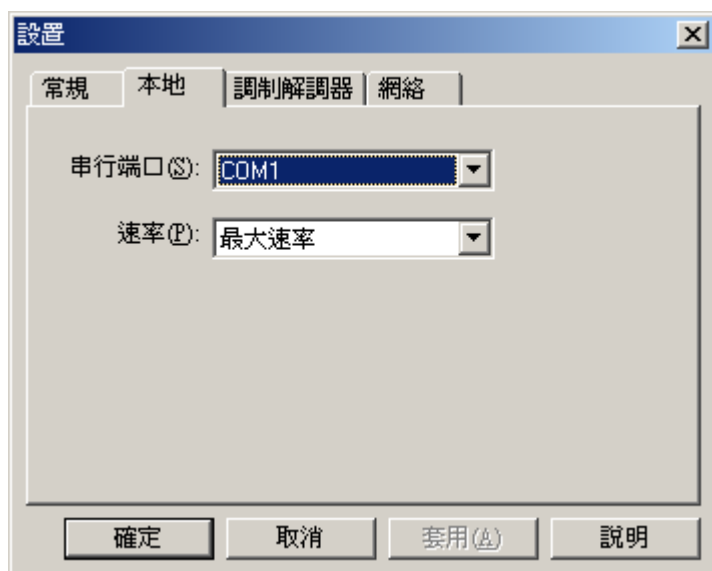 設置
常規 本地 調制解調器 網絡
串行端口(S): COM1
速率(P): 最大速率
確定 取消 套用(A) 說明